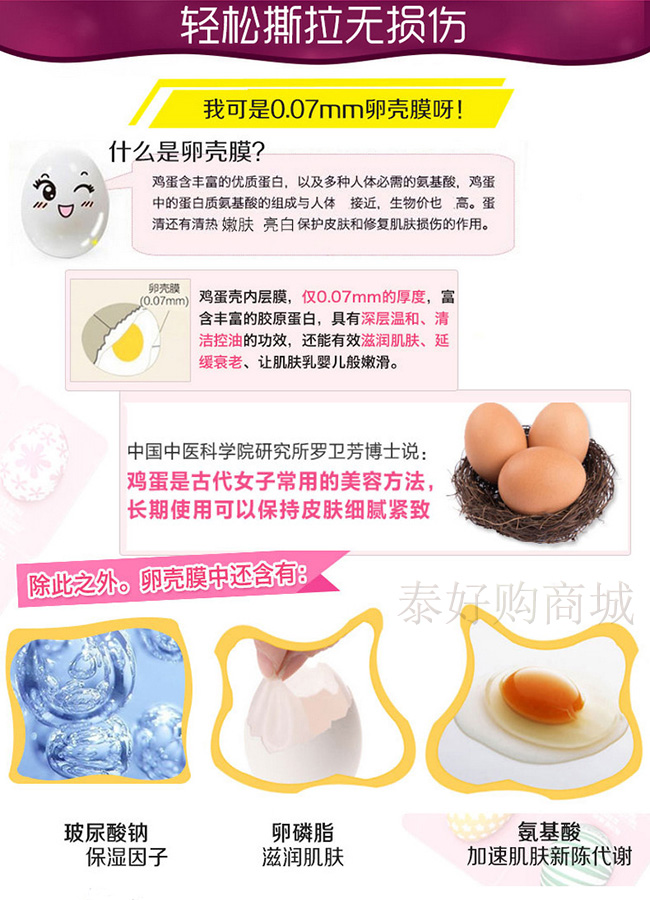 轻松撕拉无损伤
我可是0.07mm卵壳膜呀!
什么是卵壳膜?
鸡蛋含丰富的优质蛋白，以及多种人体必需的氨基酸，鸡蛋
中的蛋白质氨基酸的组成与人体 接近，生物价也 高。蛋
清还有清热 嫩肤 亮白保护皮肤和修复肌肤损伤的作用。
卵壳膜
(0.07mm)
鸡蛋壳内层膜，仅0.07mm的厚度，富
含丰富的胶原蛋白，具有深层温和、清
洁控油的功效，还能有效滋润肌肤、延
缓衰老、让肌肤乳婴儿般嫩滑。
中国中医科学院研究所罗卫芳博士说：
鸡蛋是古代女子常用的美容方法，
长期使用可以保持皮肤细腻紧致
除此之外。卵壳膜中还含有：
泰好购商城
玻尿酸钠
保湿因子
卵磷脂
滋润肌肤
氨基酸
加速肌肤新陈代谢